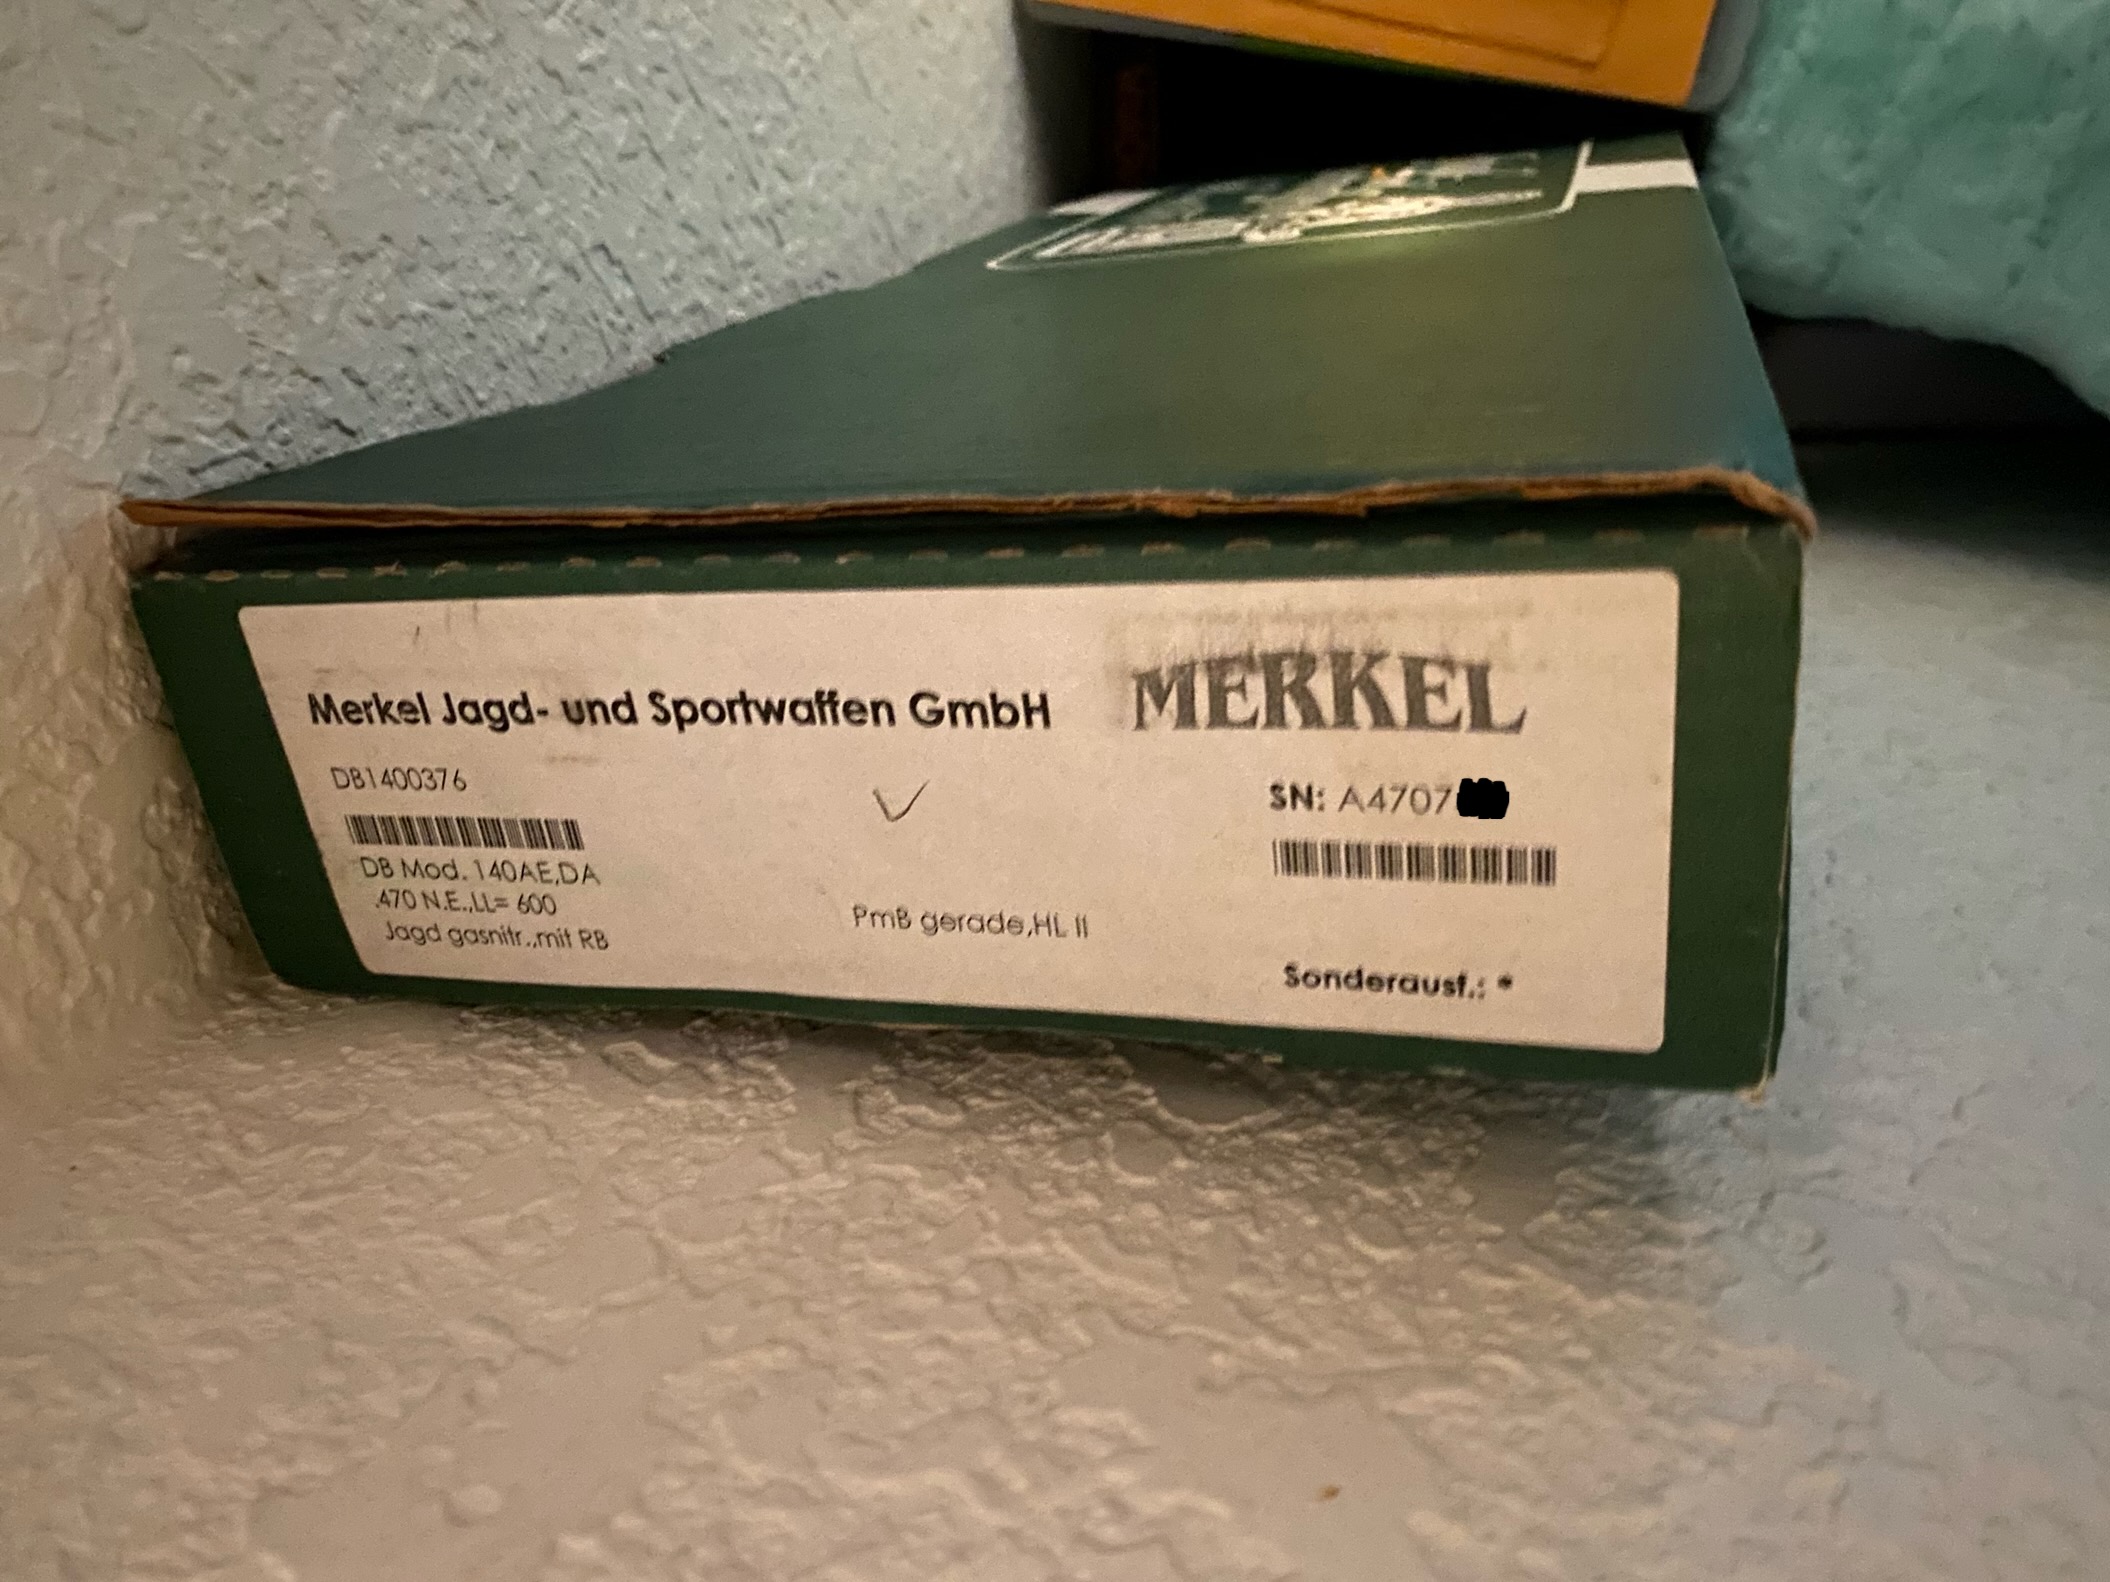 Merkel Jagd- und Sportwaffen GmbH
MERKEL
DB1400376
SN: A4707
DB Mod. 140AE,DA
.470 N.E.,LL= 600
Jagd gasnitr.,mit RB
PmB gerade,HL II
Sonderausf.: *